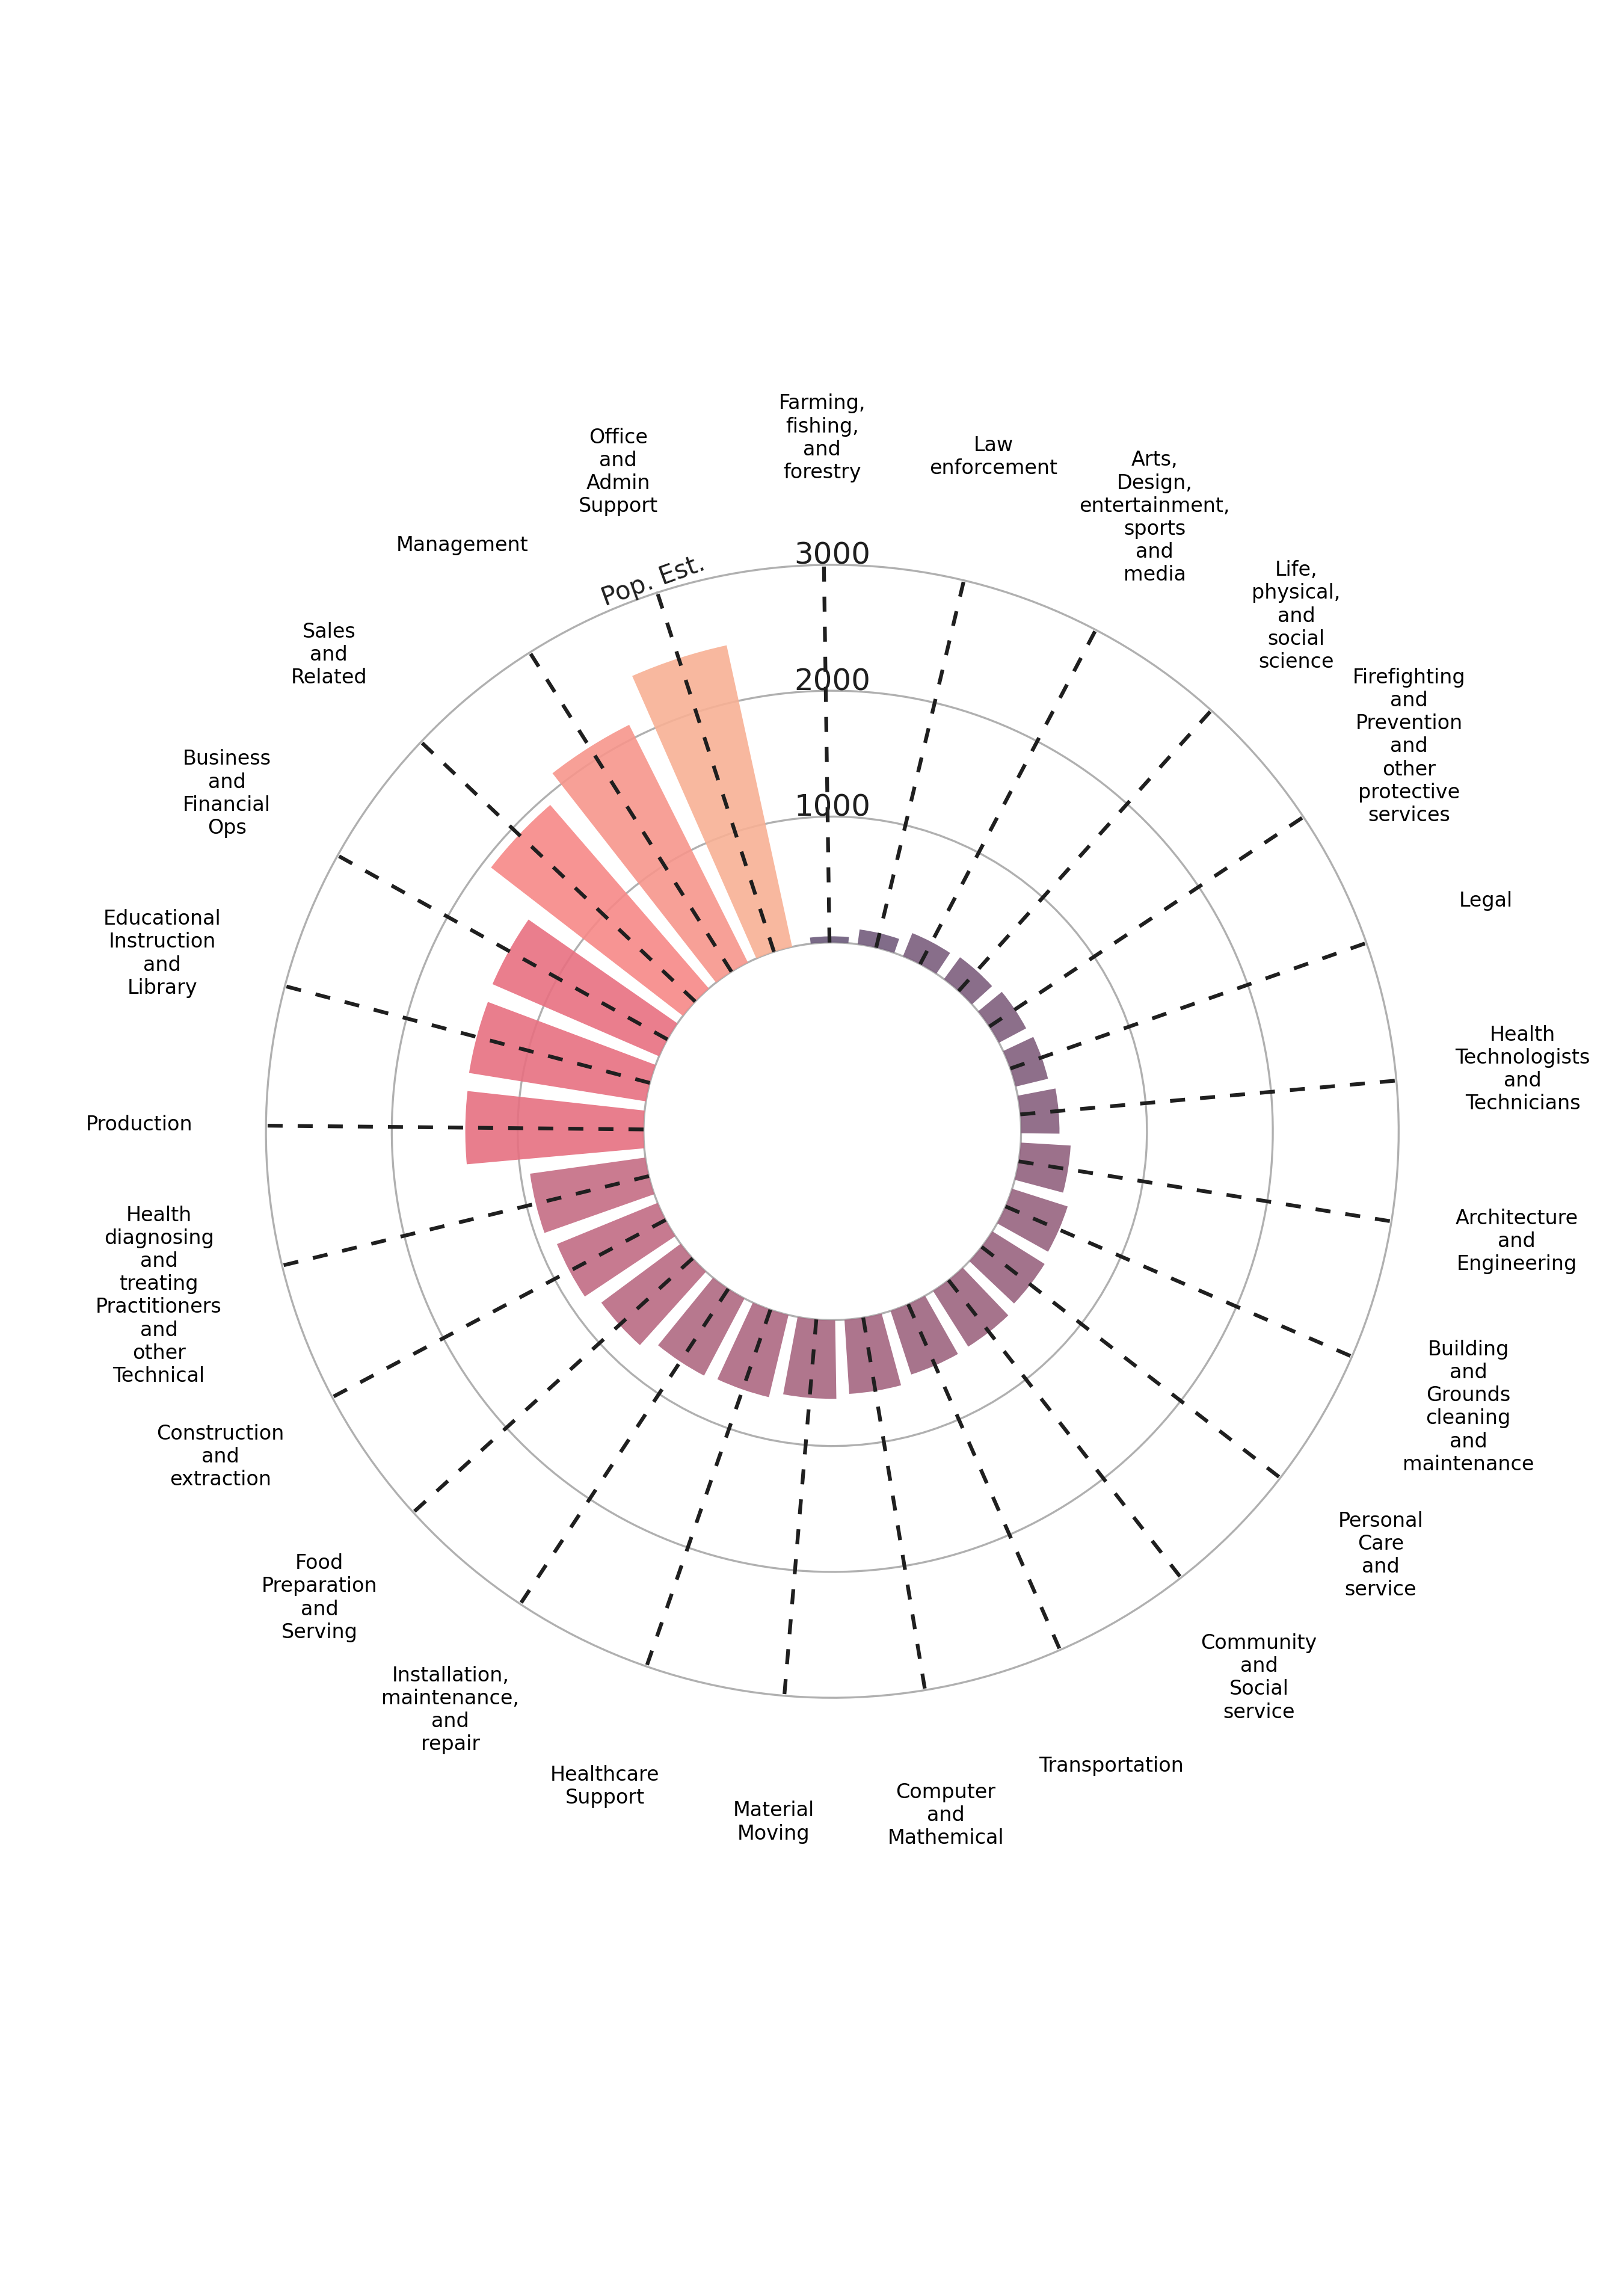 Farming,
fishing,
and
forestry
Law
enforcement
Arts,
Design,
entertainment,
sports
and
media
Life,
physical,
and
social
science
Firefighting
and
Prevention
and
other
protective
services
Legal
Health
Technologists
and
Technicians
Architecture
and
Engineering
Building
and
Grounds
cleaning
and
maintenance
Personal
Care
and
service
Community
and
Social
service
Transportation
Computer
and
Mathemical
Material
Moving
Healthcare
Support
Installation,
maintenance,
and
repair
Food
Preparation
and
Serving
Construction
and
extraction
Health
diagnosing
and
treating
Practitioners
and
other
Technical
Production
Educational
Instruction
and
Library
Business
and
Financial
Ops
Sales
and
Related
Management
Office
and
Admin
Support
Pop. Est.
3000
2000
1000